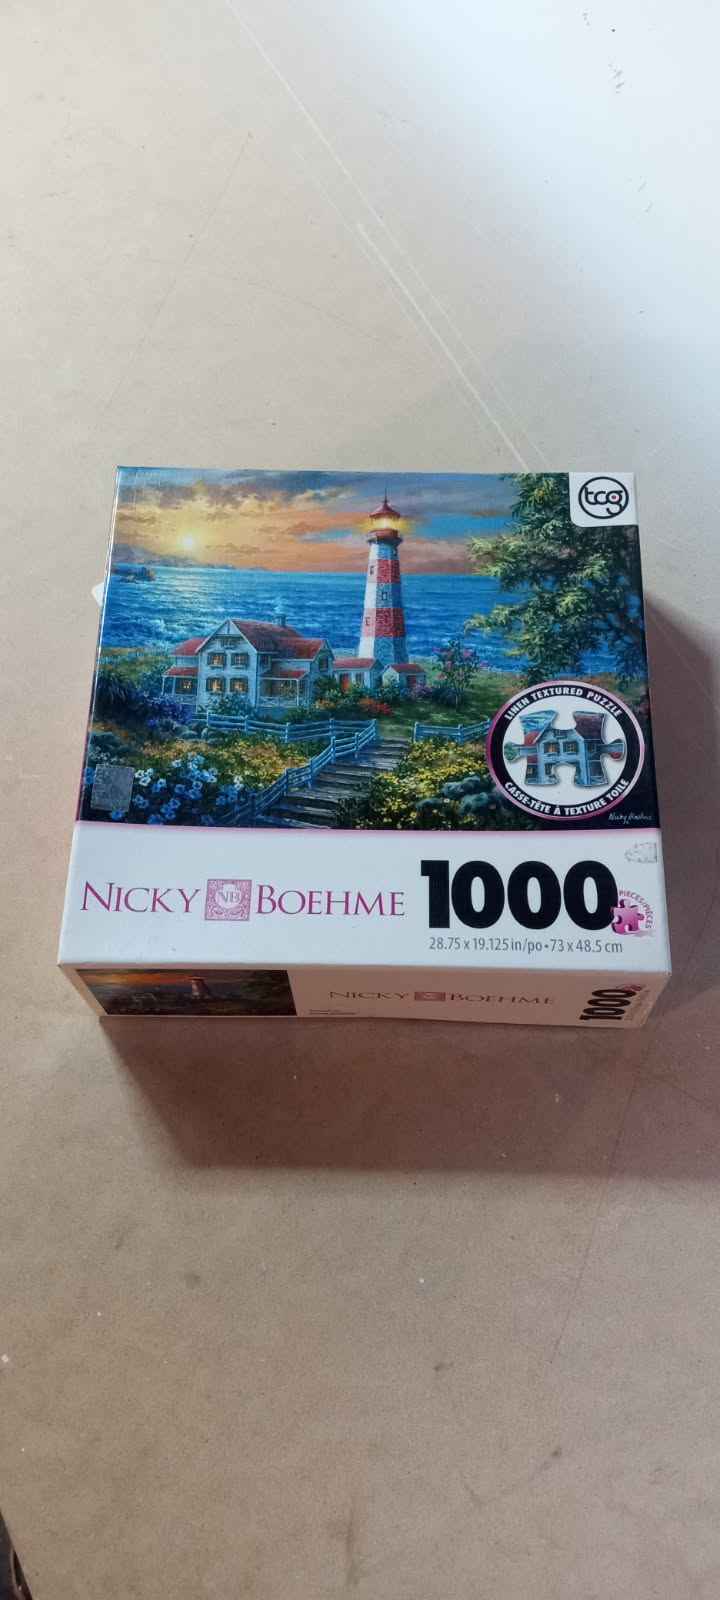 tcg
LINEN TEXTURED PUZZLE
CASSE-TÊTE À TEXTURE TOILE
Nicky Boehme
NICKY NB BOEHME
1000
PIECES/PIÈCES
28.75 x 19.125 in/po • 73 x 48.5 cm
NICKY BOEHME
1000